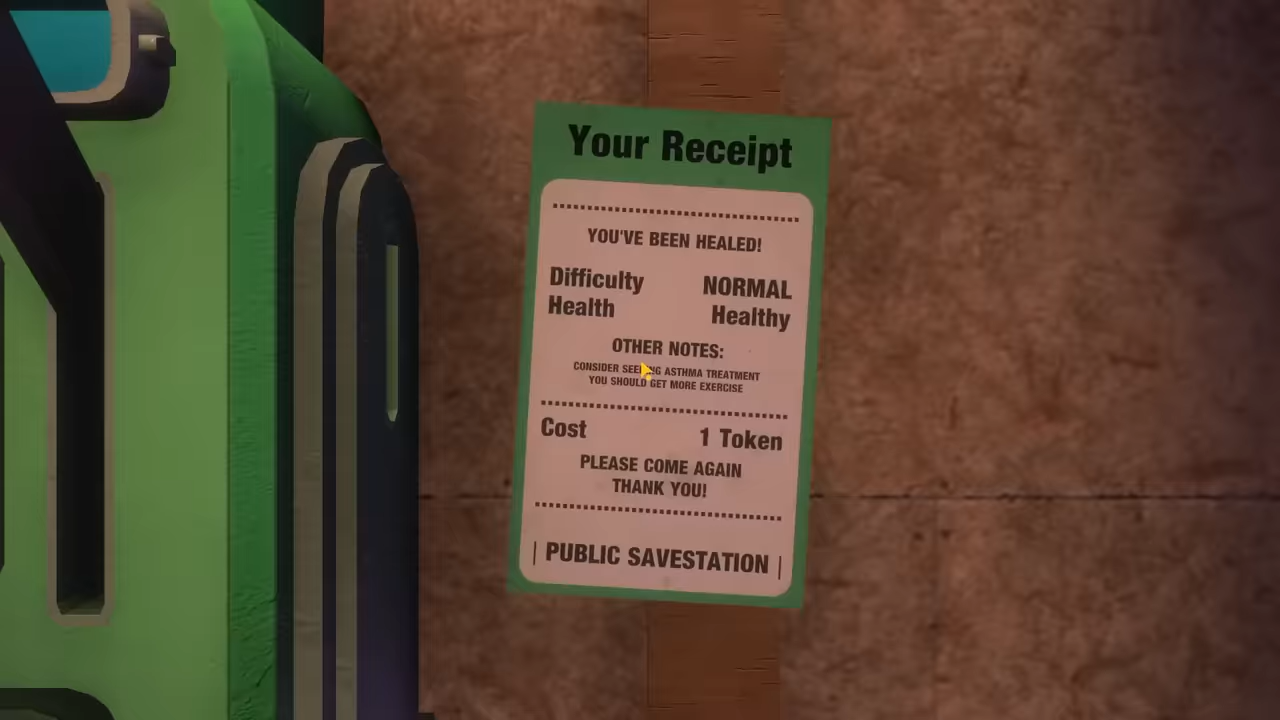 Your Receipt
YOU'VE BEEN HEALED!
Difficulty NORMAL
Health Healthy
OTHER NOTES:
CONSIDER SEEKING ASTHMA TREATMENT
YOU SHOULD GET MORE EXERCISE
Cost 1 Token
PLEASE COME AGAIN
THANK YOU!
| PUBLIC SAVESTATION |